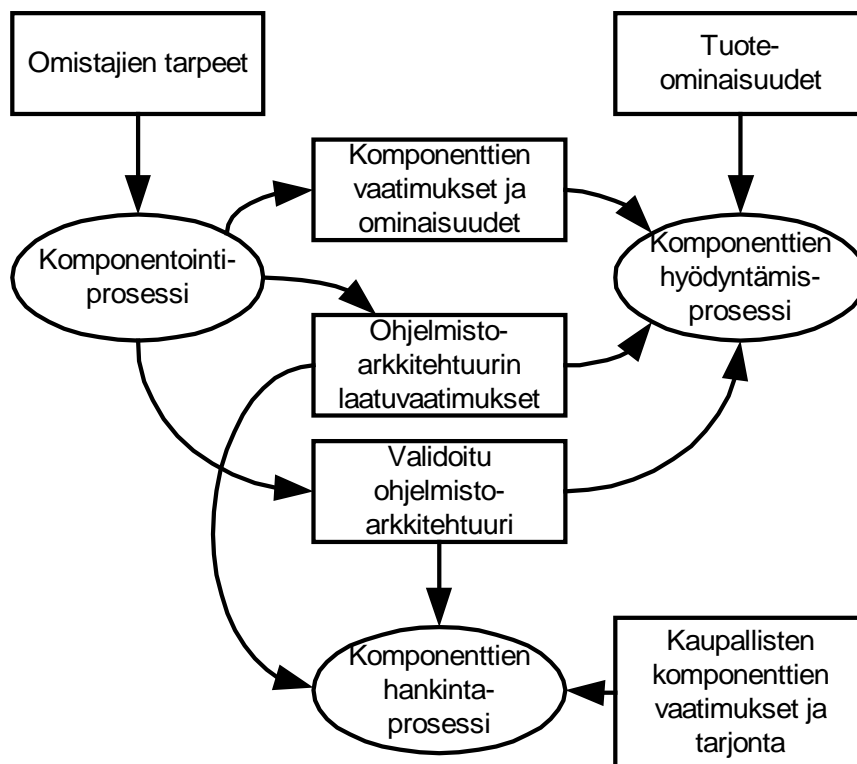 Omistajien tarpeet
Tuote-
ominaisuudet
Komponenttien
vaatimukset ja
ominaisuudet
Komponentointi-
prosessi
Komponenttien
hyödyntämis-
prosessi
Ohjelmisto-
arkkitehtuurin
laatuvaatimukset
Validoitu
ohjelmisto-
arkkitehtuuri
Komponenttien
hankinta-
prosessi
Kaupallisten
komponenttien
vaatimukset ja
tarjonta